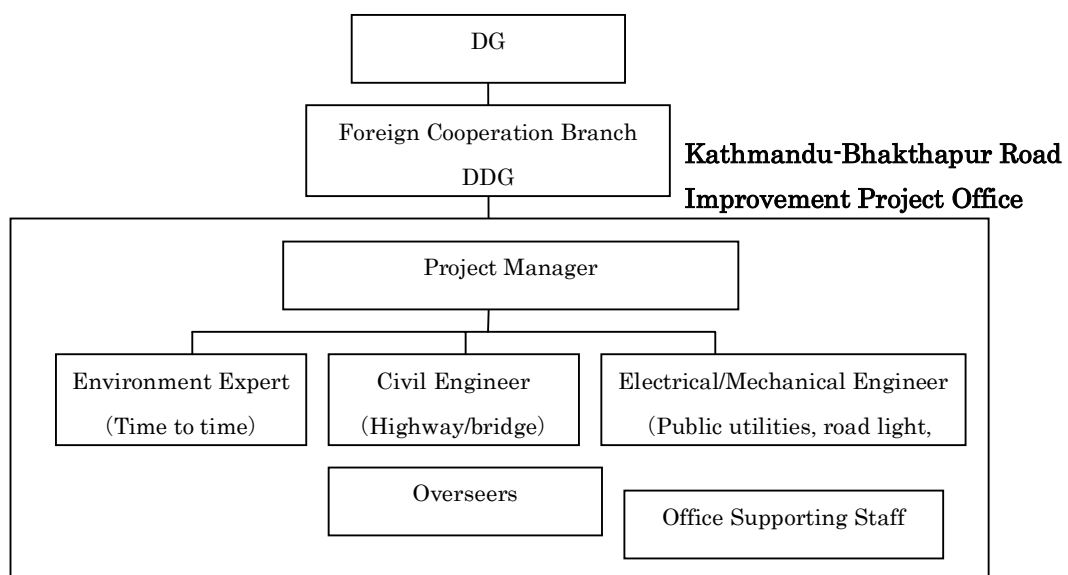 DG
Foreign Cooperation Branch
DDG
Kathmandu-Bhakthapur Road
Improvement Project Office
Project Manager
Environment Expert
(Time to time)
Civil Engineer
(Highway/bridge)
Electrical/Mechanical Engineer
(Public utilities, road light,
Overseers
Office Supporting Staff